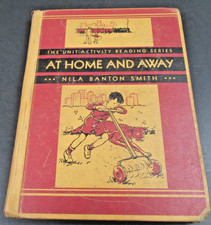 THE UNIT-ACTIVITY READING SERIES
AT HOME AND AWAY
NILA BANTON SMITH